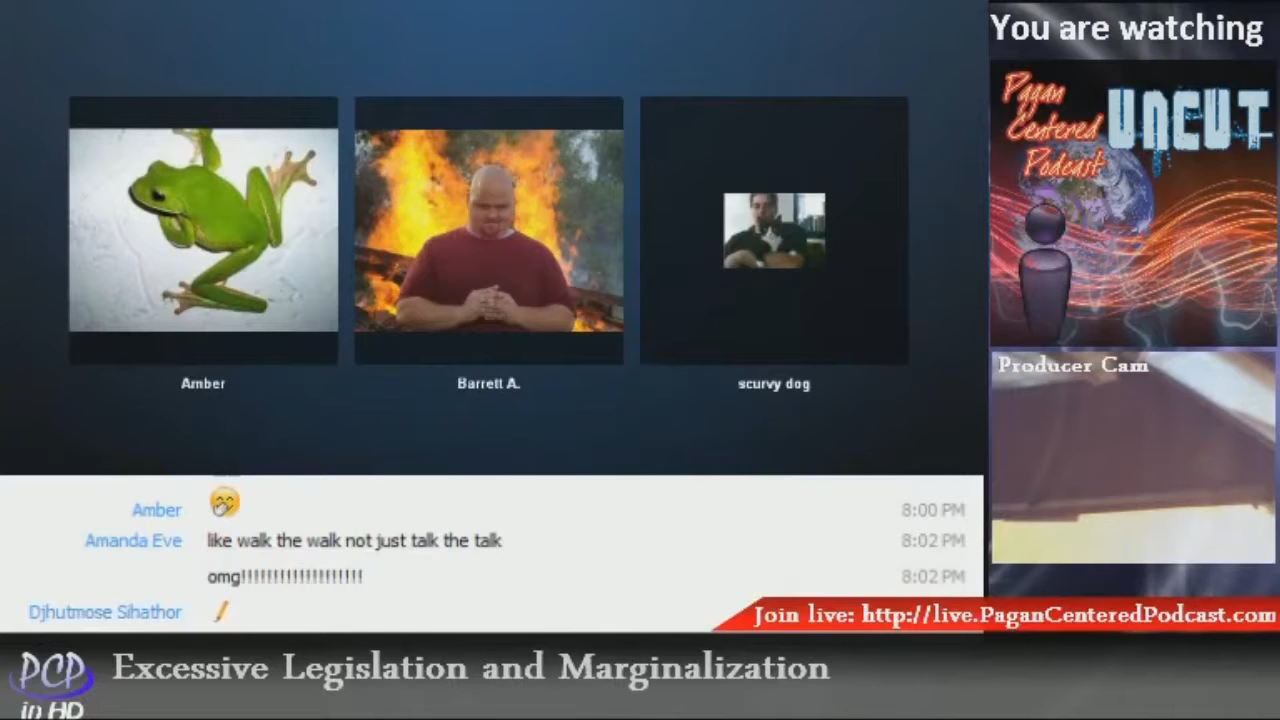 You are watching
Pagan
Centered
Podcast
UNCUT
Producer Cam
Amber
Barrett A.
scurvy dog
Amber 8:00 PM
Amanda Eve like walk the walk not just talk the talk 8:02 PM
omg!!!!!!!!!!!!!!!!!!! 8:02 PM
Djhutmose Sihathor
Join live: http://live.PaganCenteredPodcast.com
PCP
in HD
Excessive Legislation and Marginalization